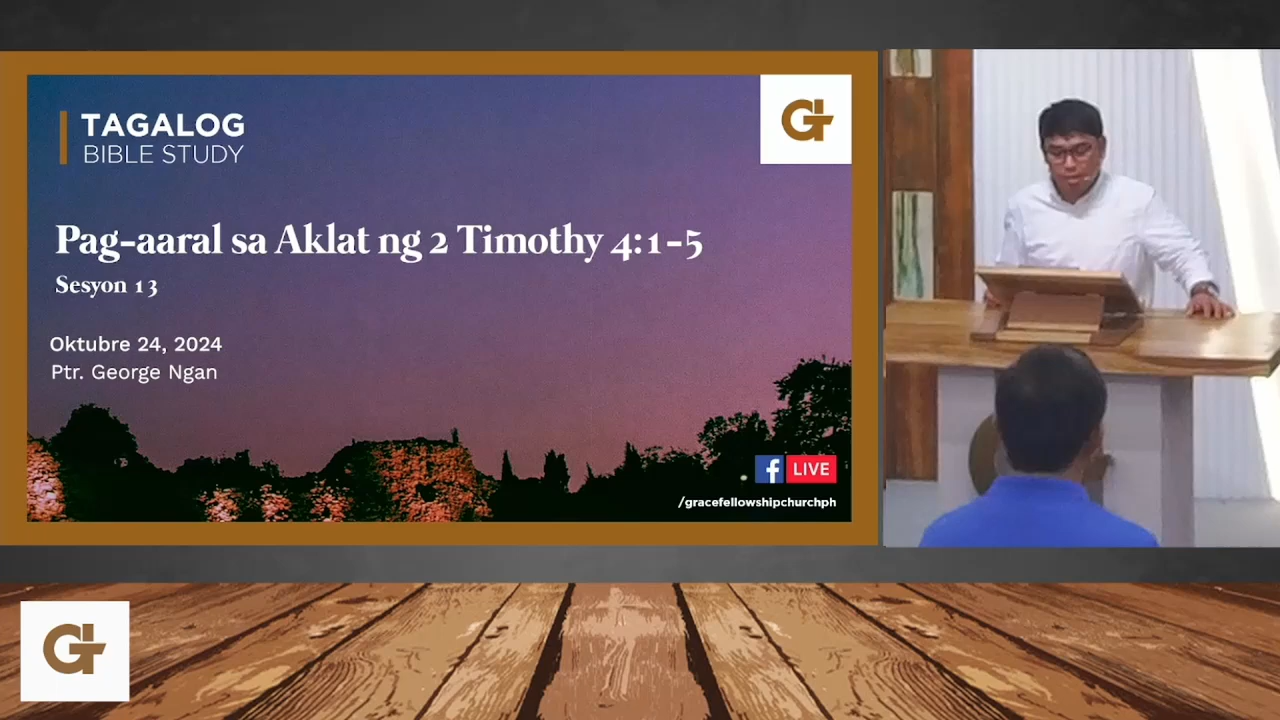 TAGALOG
BIBLE STUDY
Pag-aaral sa Aklat ng 2 Timothy 4:1-5
Sesyon 13
Oktubre 24, 2024
Ptr. George Ngan
f LIVE
/gracefellowshipchurchph